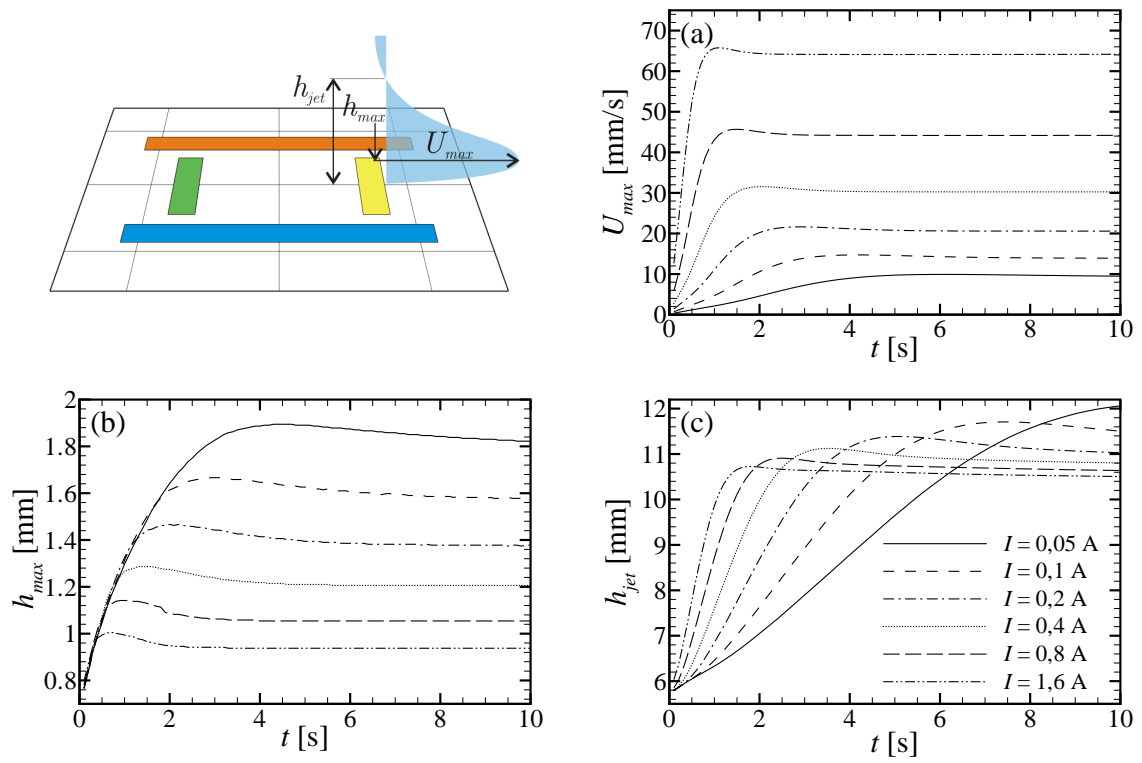 h_jet
h_max
U_max
(a)
U_max [mm/s]
70
60
50
40
30
20
10
0
0 2 4 6 8 10
t [s]
(b)
h_max [mm]
2
1.8
1.6
1.4
1.2
1
0.8
0 2 4 6 8 10
t [s]
(c)
h_jet [mm]
12
11
10
9
8
7
6
5
I = 0,05 A
I = 0,1 A
I = 0,2 A
I = 0,4 A
I = 0,8 A
I = 1,6 A
0 2 4 6 8 10
t [s]